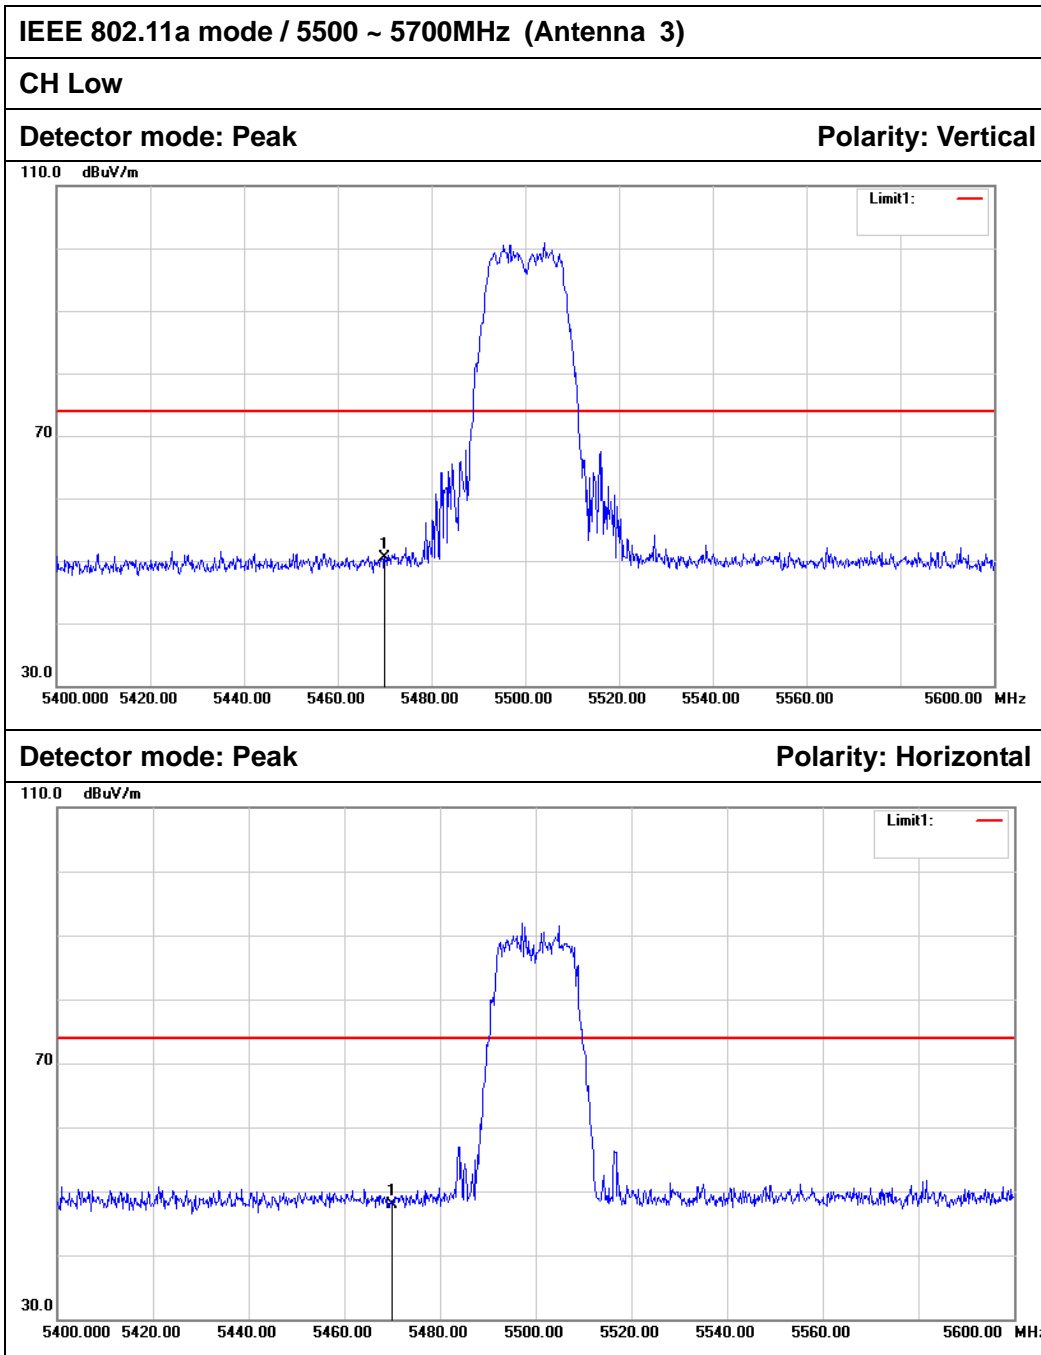 IEEE 802.11a mode / 5500 ~ 5700MHz (Antenna 3)
CH Low
Detector mode: Peak Polarity: Vertical
110.0 dBuV/m
Limit1:
70
1
30.0
5400.000 5420.00 5440.00 5460.00 5480.00 5500.00 5520.00 5540.00 5560.00 5600.00 MHz
Detector mode: Peak Polarity: Horizontal
110.0 dBuV/m
Limit1:
70
1
30.0
5400.000 5420.00 5440.00 5460.00 5480.00 5500.00 5520.00 5540.00 5560.00 5600.00 MHz